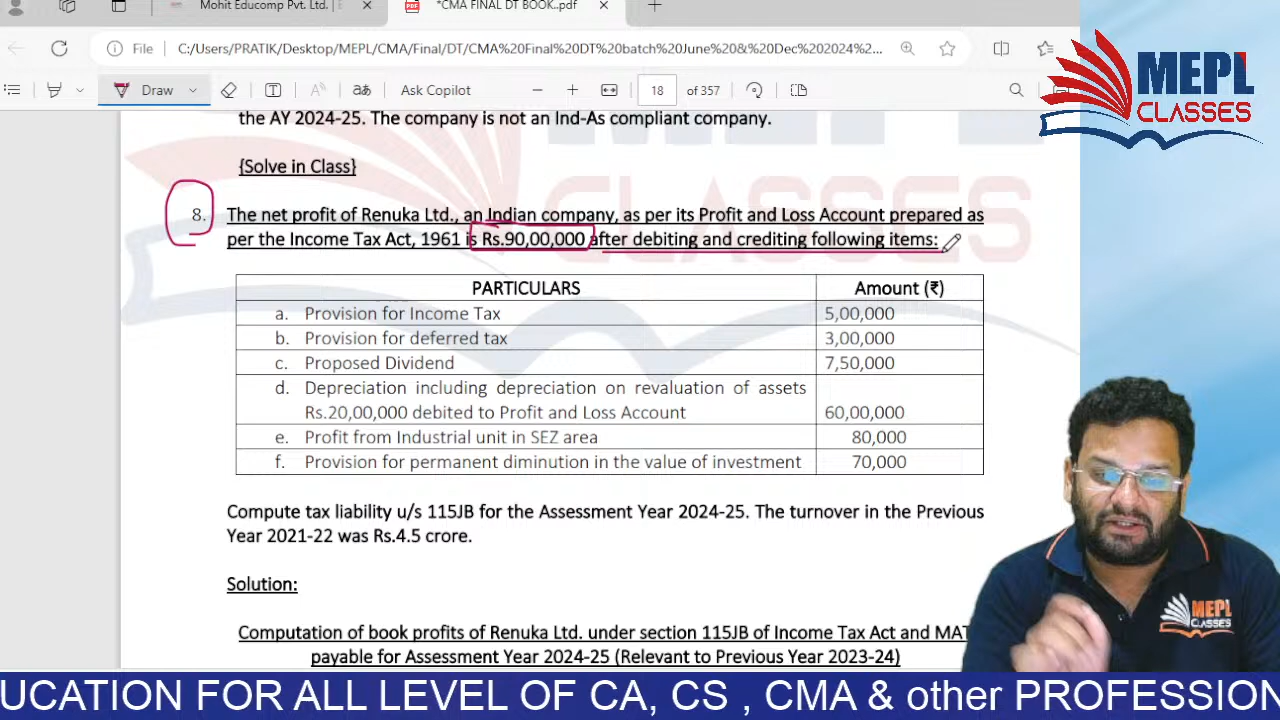 Mohit Educomp Pvt. Ltd. | E
*CMA FINAL DT BOOK..pdf
File
C:/Users/PRATIK/Desktop/MEPL/CMA/Final/DT/CMA%20Final%20DT%20batch%20June%20&%20Dec%202024%2...
Draw
Ask Copilot
18
of 357
MEPL
CLASSES
the AY 2024-25. The company is not an Ind-As compliant company.
{Solve in Class}
8. The net profit of Renuka Ltd., an Indian company, as per its Profit and Loss Account prepared as
per the Income Tax Act, 1961 is Rs.90,00,000 after debiting and crediting following items:
PARTICULARS Amount (₹)
a. Provision for Income Tax 5,00,000
b. Provision for deferred tax 3,00,000
c. Proposed Dividend 7,50,000
d. Depreciation including depreciation on revaluation of assets
Rs.20,00,000 debited to Profit and Loss Account 60,00,000
e. Profit from Industrial unit in SEZ area 80,000
f. Provision for permanent diminution in the value of investment 70,000
Compute tax liability u/s 115JB for the Assessment Year 2024-25. The turnover in the Previous
Year 2021-22 was Rs.4.5 crore.
Solution:
Computation of book profits of Renuka Ltd. under section 115JB of Income Tax Act and MAT
payable for Assessment Year 2024-25 (Relevant to Previous Year 2023-24)
CLASSES
MEPL
CLASSES
UCATION FOR ALL LEVEL OF CA, CS , CMA & other PROFESSION